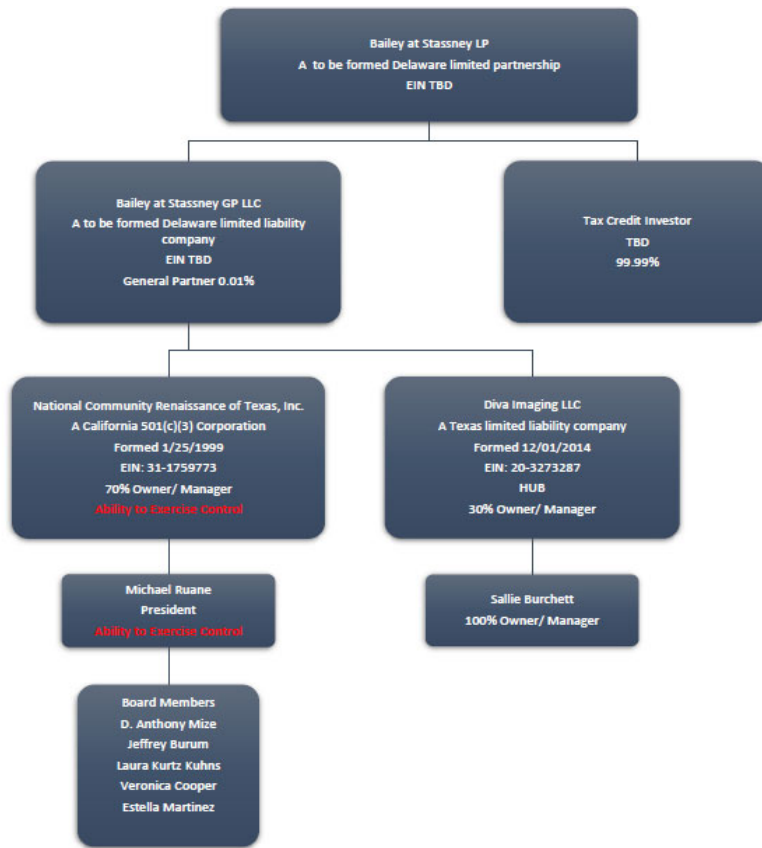 Bailey at Stassney LP
A to be formed Delaware limited partnership
EIN TBD
Bailey at Stassney GP LLC
A to be formed Delaware limited liability
company
EIN TBD
General Partner 0.01%
Tax Credit Investor
TBD
99.99%
National Community Renaissance of Texas, Inc.
A California 501(c)(3) Corporation
Formed 1/25/1999
EIN: 31-1759773
70% Owner/ Manager
Ability to Exercise Control
Diva Imaging LLC
A Texas limited liability company
Formed 12/01/2014
EIN: 20-3273287
HUB
30% Owner/ Manager
Michael Ruane
President
Ability to Exercise Control
Sallie Burchett
100% Owner/ Manager
Board Members
D. Anthony Mize
Jeffrey Burum
Laura Kurtz Kuhns
Veronica Cooper
Estella Martinez